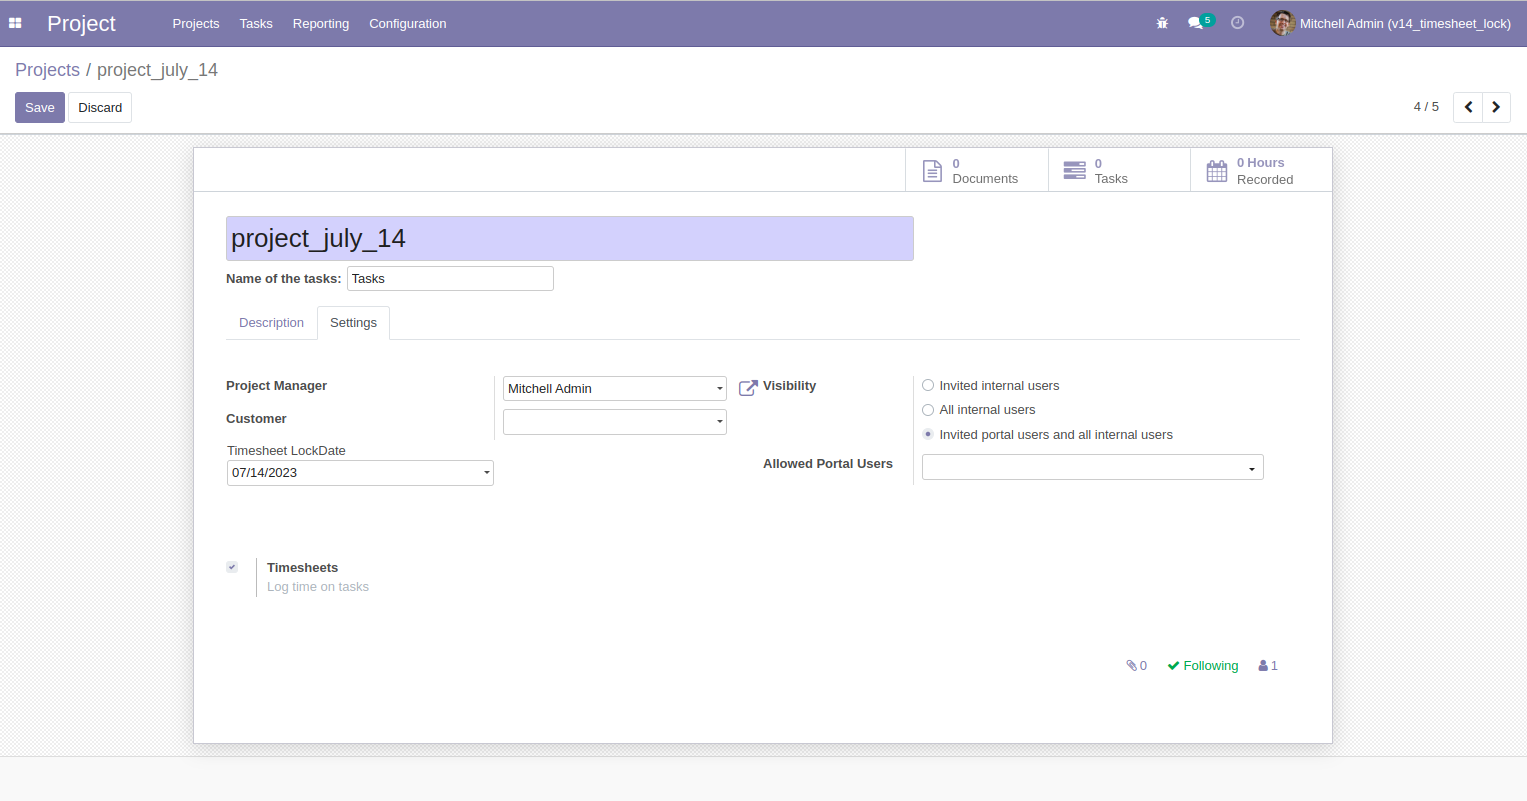 Project Projects Tasks Reporting Configuration 5 Mitchell Admin (v14_timesheet_lock)
Projects / project_july_14
Save Discard 4 / 5
0 Documents 0 Tasks 0 Hours Recorded
project_july_14
Name of the tasks: Tasks
Description Settings
Project Manager Mitchell Admin Visibility Invited internal users
All internal users
Customer
Invited portal users and all internal users
Timesheet LockDate
Allowed Portal Users
07/14/2023
Timesheets
Log time on tasks
0 Following 1